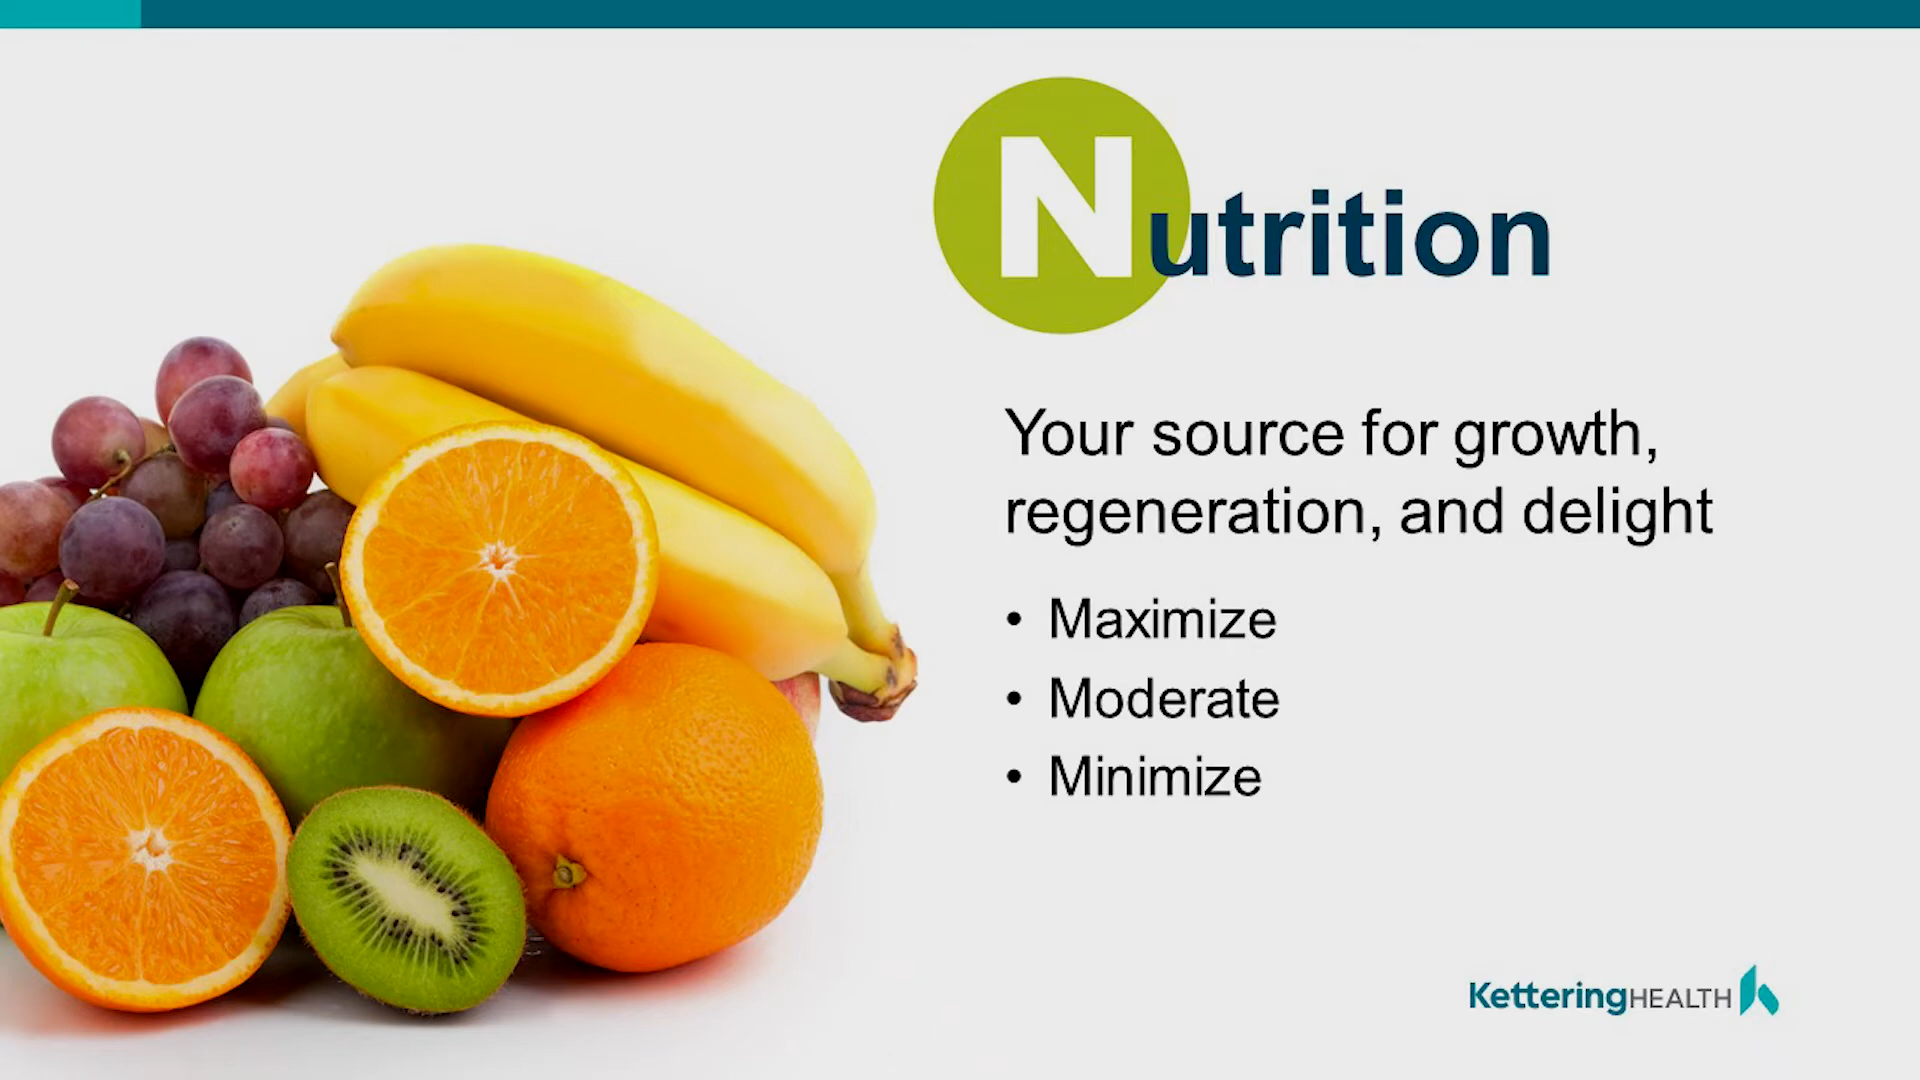 Nutrition
Your source for growth,
regeneration, and delight
• Maximize
• Moderate
• Minimize
KetteringHEALTH